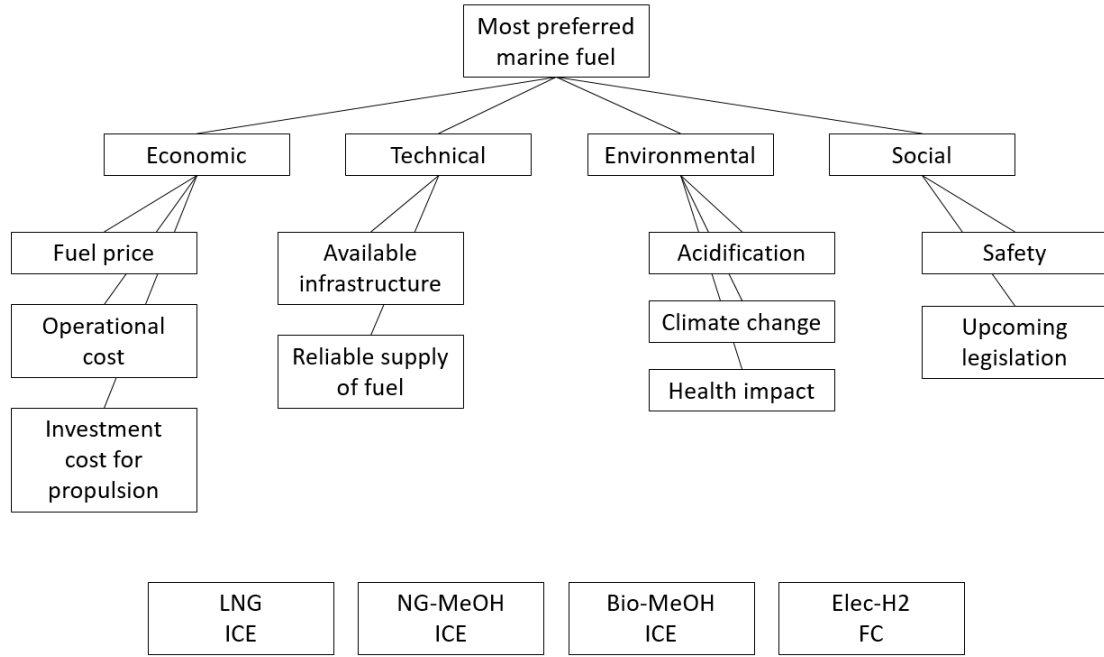 Most preferred
marine fuel
Economic
Technical
Environmental
Social
Fuel price
Operational
cost
Investment
cost for
propulsion
Available
infrastructure
Reliable supply
of fuel
Acidification
Climate change
Health impact
Safety
Upcoming
legislation
LNG
ICE
NG-MeOH
ICE
Bio-MeOH
ICE
Elec-H2
FC